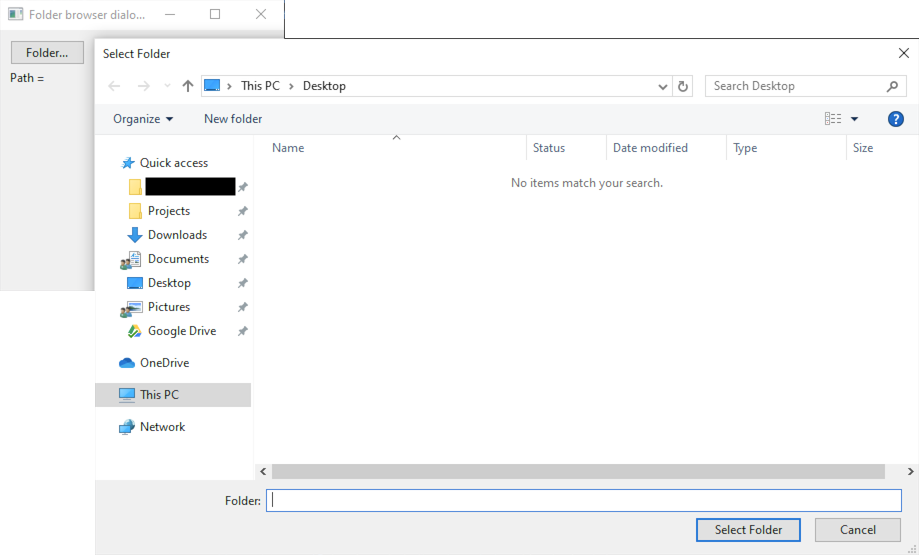 Folder browser dialo...
Folder...
Path =
Select Folder
This PC > Desktop
Search Desktop
Organize
New folder
?
Name
Status
Date modified
Type
Size
No items match your search.
Quick access
Projects
Downloads
Documents
Desktop
Pictures
Google Drive
OneDrive
This PC
Network
Folder:
Select Folder
Cancel